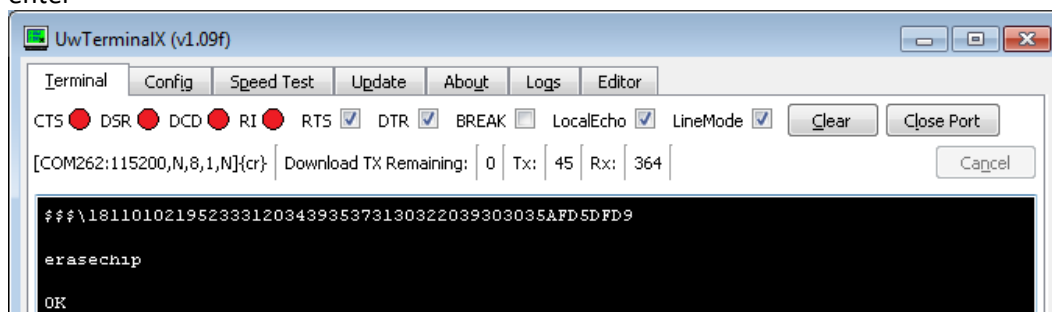 enter
UwTerminalX (v1.09f)
Terminal Config Speed Test Update About Logs Editor
CTS DSR DCD RI RTS DTR BREAK LocalEcho LineMode Clear Close Port
[COM262:115200,N,8,1,N]{cr} Download TX Remaining: 0 Tx: 45 Rx: 364 Cancel
$$$\18110102195233312034393537313032203930303​5AFD5DFD9
erasechip
OK